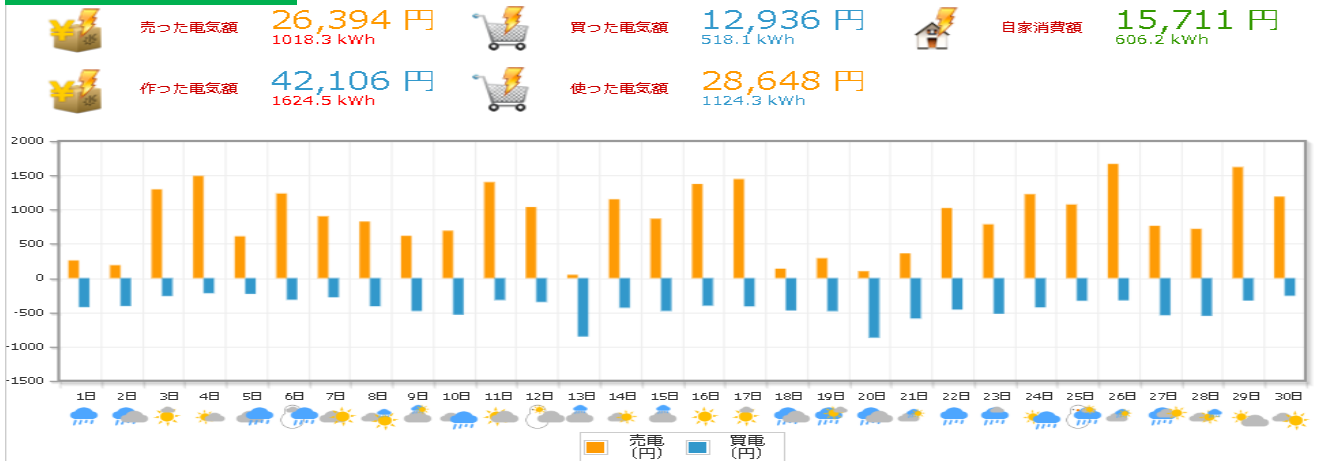 売った電気額 26,394 円 買った電気額 12,936 円 自家消費額 15,711 円
1018.3 kWh 518.1 kWh 606.2 kWh
作った電気額 42,106 円 使った電気額 28,648 円
1624.5 kWh 1124.3 kWh
2000
1500
1000
500
0
-500
-1000
-1500
1日 2日 3日 4日 5日 6日 7日 8日 9日 10日 11日 12日 13日 14日 15日 16日 17日 18日 19日 20日 21日 22日 23日 24日 25日 26日 27日 28日 29日 30日
売電 買電
(円) (円)